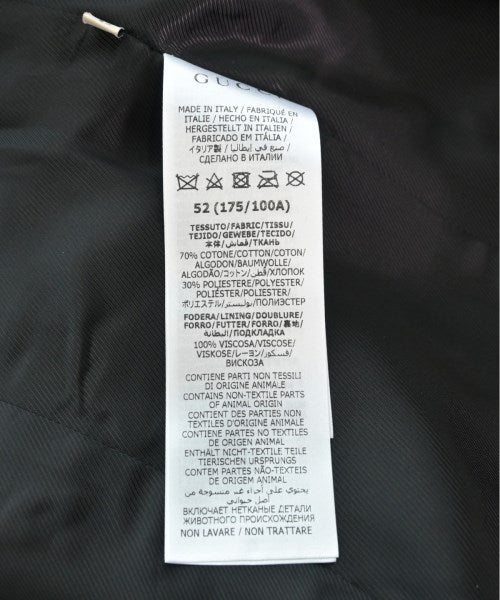 GUCCI
MADE IN ITALY / FABRIQUÉ EN
ITALIE / HECHO EN ITALIA /
HERGESTELLT IN ITALIEN /
FABRICADO EM ITÁLIA /
イタリア製 / صنع في إيطاليا /
СДЕЛАНО В ИТАЛИИ
52 (175/100A)
TESSUTO/FABRIC/TISSU/
TEJIDO/GEWEBE/TECIDO/
本体/قماش/ТКАНЬ
70% COTONE/COTTON/COTON/
ALGODON/BAUMWOLLE/
ALGODÃO/コットン/قطن/ХЛОПОК
30% POLIESTERE/POLYESTER/
POLIÉSTER/POLIESTER/
ポリエステル/بوليستر/ПОЛИЭСТЕР
FODERA/LINING/DOUBLURE/
FORRO/FUTTER/FORRO/裏地/
البطانة/ПОДКЛАДКА
100% VISCOSA/VISCOSE/
VISKOSE/レーヨン/فسكوز/
ВИСКОЗА
CONTIENE PARTI NON TESSILI
DI ORIGINE ANIMALE
CONTAINS NON-TEXTILE PARTS
OF ANIMAL ORIGIN
CONTIENT DES PARTIES NON
TEXTILES D'ORIGINE ANIMALE
CONTIENE PARTES NO TEXTILES
DE ORIGEN ANIMAL
ENTHÄLT NICHT-TEXTILE TEILE
TIERISCHEN URSPRUNGS
CONTEM PARTES NÃO-TEXTEIS
DE ORIGEM ANIMAL
يحتوي على أجزاء غير منسوجة من
أصل حيواني
ВКЛЮЧАЕТ НЕТКАНЫЕ ДЕТАЛИ
ЖИВОТНОГО ПРОИСХОЖДЕНИЯ
NON LAVARE / NON TRATTARE